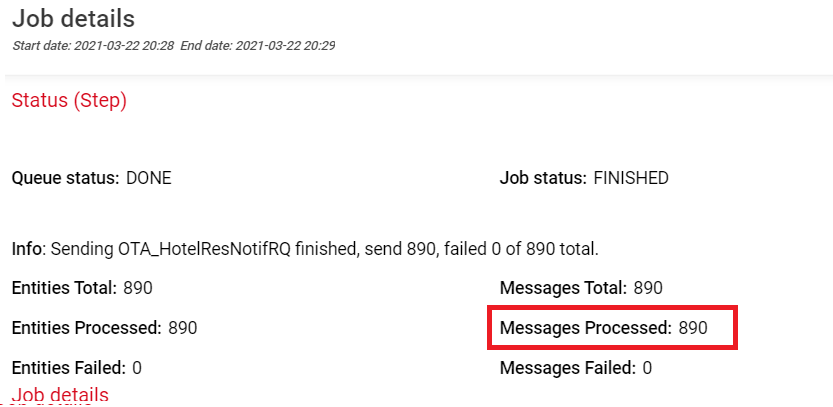 Job details
Start date: 2021-03-22 20:28 End date: 2021-03-22 20:29
Status (Step)
Queue status: DONE
Job status: FINISHED
Info: Sending OTA_HotelResNotifRQ finished, send 890, failed 0 of 890 total.
Entities Total: 890
Messages Total: 890
Entities Processed: 890
Messages Processed: 890
Entities Failed: 0
Messages Failed: 0
Job details